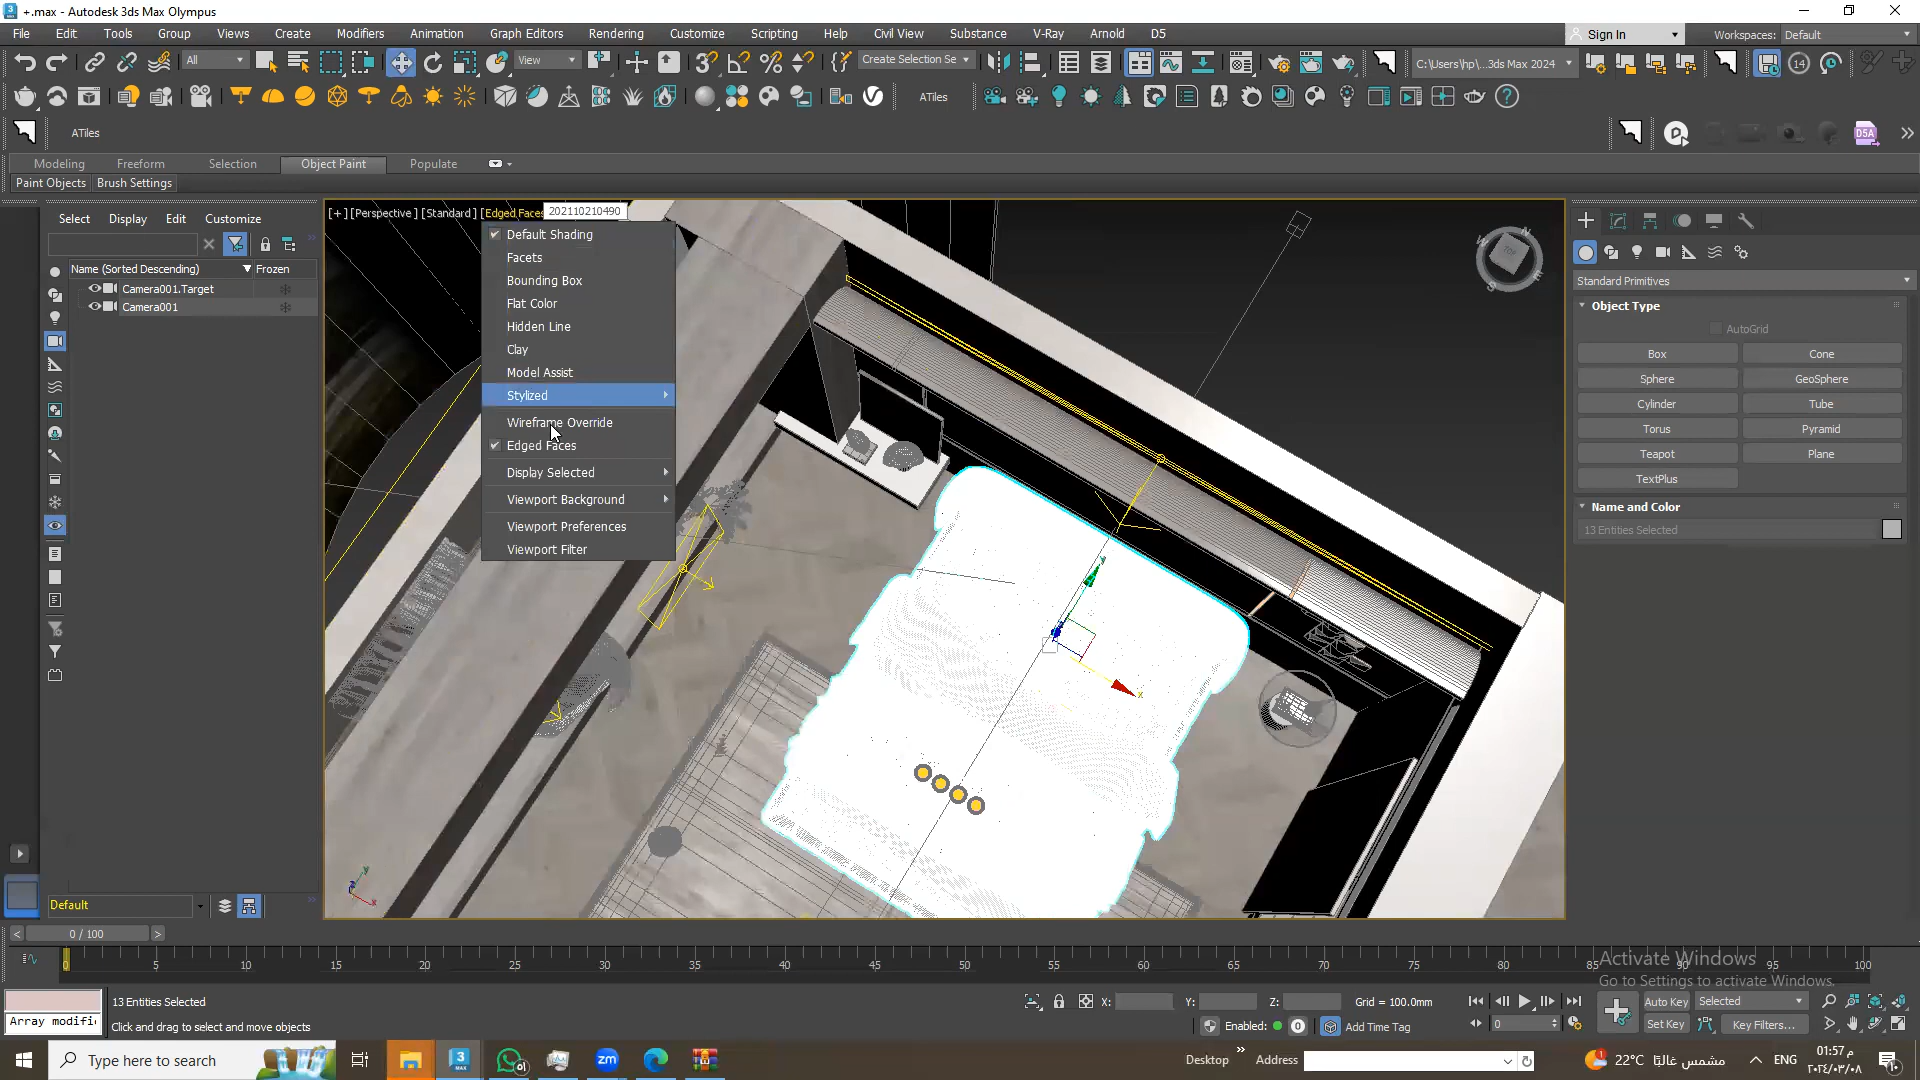 +.max - Autodesk 3ds Max Olympus
File Edit Tools Group Views Create Modifiers Animation Graph Editors Rendering Customize Scripting Help Civil View Substance V-Ray Arnold D5
Sign In Workspaces: Default
All View Create Selection Se C:\Users\hp\...3ds Max 2024 14
ATiles
ATiles D5A
Modeling Freeform Selection Object Paint Populate
Paint Objects Brush Settings
Select Display Edit Customize
Name (Sorted Descending) Frozen
Camera001.Target
Camera001
Default
[+] [Perspective ] [Standard ] [Edged Faces
202110210490
Default Shading
Facets
Bounding Box
Flat Color
Hidden Line
Clay
Model Assist
Stylized
Wireframe Override
Edged Faces
Display Selected
Viewport Background
Viewport Preferences
Viewport Filter
N
W
E
S
TOP
Y
X
Standard Primitives
Object Type
AutoGrid
Box Cone
Sphere GeoSphere
Cylinder Tube
Torus Pyramid
Teapot Plane
TextPlus
Name and Color
13 Entities Selected
< 0 / 100 >
0 5 10 15 20 25 30 35 40 45 50 55 60 65 70 75 80 85 90 95 100
Activate Windows
Go to Settings to activate Windows.
13 Entities Selected
X: Y: Z: Grid = 100.0mm
Auto Key Selected
Array modifi
Click and drag to select and move objects
Enabled: 0 Add Time Tag
0
Set Key Key Filters...
Type here to search
Desktop » Address
22°C مشمس غالبًا
ENG
01:57 م
٢٠٢٤/٠٣/٠٨
1